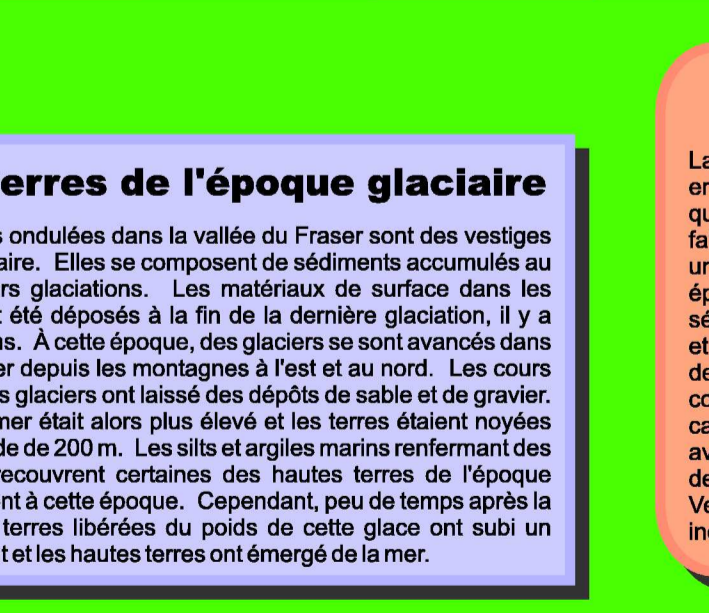 erres de l'époque glaciaire
s ondulées dans la vallée du Fraser sont des vestiges
aire. Elles se composent de sédiments accumulés au
rs glaciations. Les matériaux de surface dans les
t été déposés à la fin de la dernière glaciation, il y a
ns. À cette époque, des glaciers se sont avancés dans
er depuis les montagnes à l'est et au nord. Les cours
s glaciers ont laissé des dépôts de sable et de gravier.
mer était alors plus élevé et les terres étaient noyées
de de 200 m. Les silts et argiles marins renfermant des
recouvrent certaines des hautes terres de l'époque
nt à cette époque. Cependant, peu de temps après la
terres libérées du poids de cette glace ont subi un
t et les hautes terres ont émergé de la mer.
La
en
qu
fa
un
ép
sé
et
de
co
ca
av
de
Ve
in